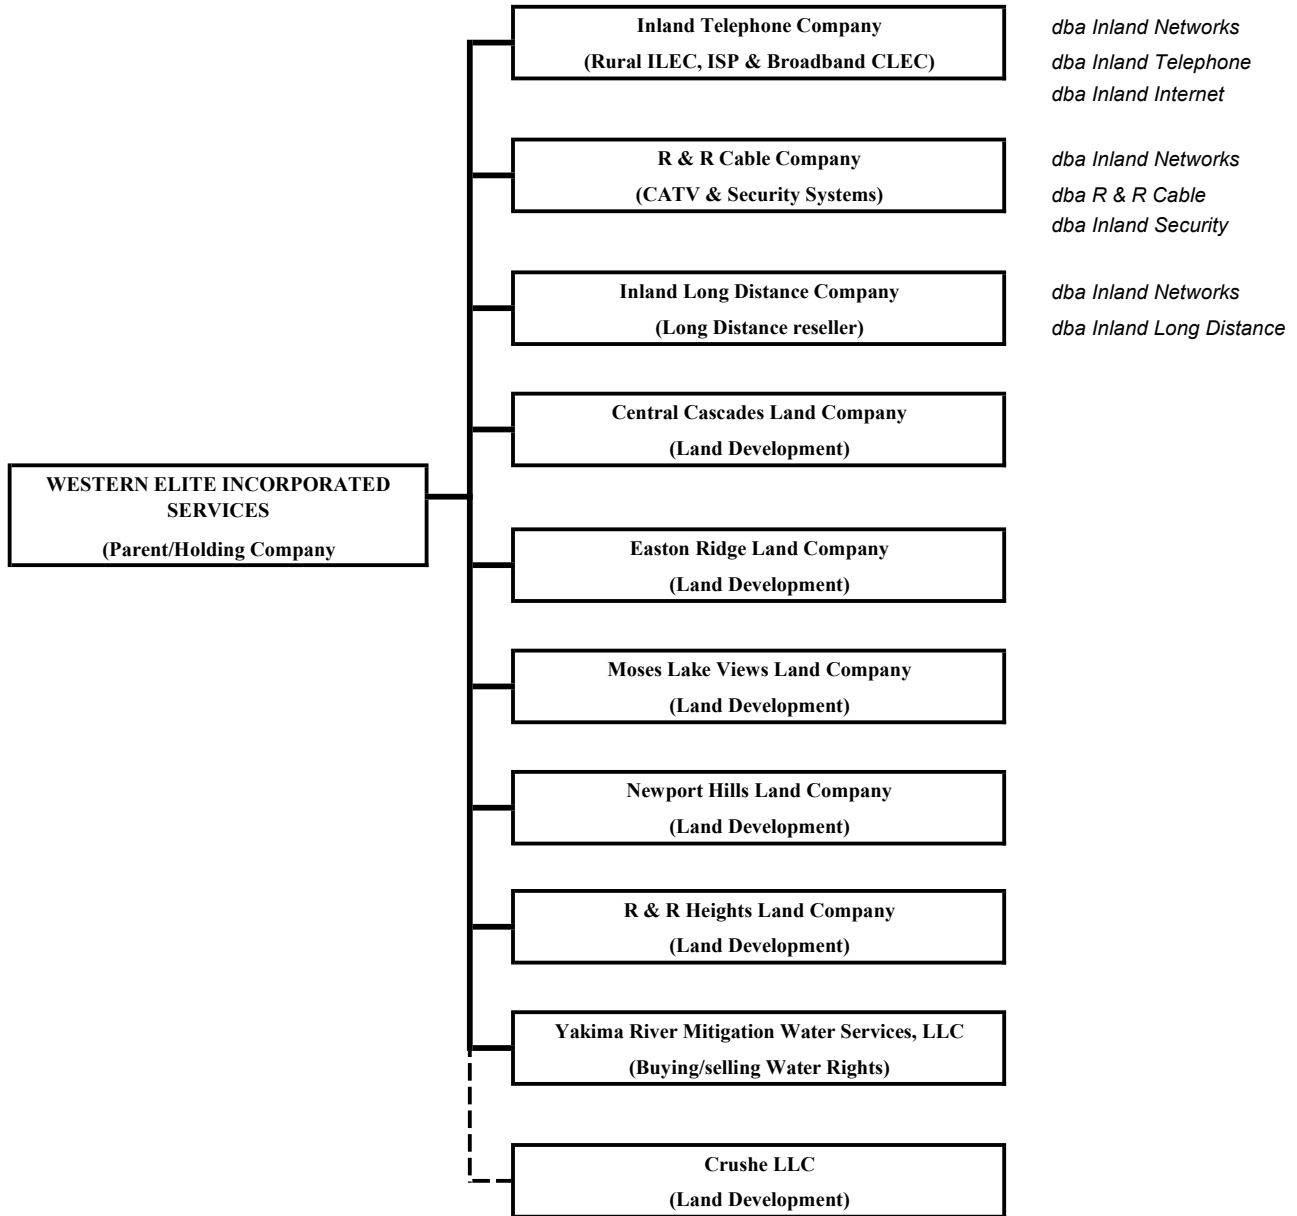 Inland Telephone Company
(Rural ILEC, ISP & Broadband CLEC)
dba Inland Networks
dba Inland Telephone
dba Inland Internet
R & R Cable Company
(CATV & Security Systems)
dba Inland Networks
dba R & R Cable
dba Inland Security
Inland Long Distance Company
(Long Distance reseller)
dba Inland Networks
dba Inland Long Distance
Central Cascades Land Company
(Land Development)
WESTERN ELITE INCORPORATED
SERVICES
(Parent/Holding Company
Easton Ridge Land Company
(Land Development)
Moses Lake Views Land Company
(Land Development)
Newport Hills Land Company
(Land Development)
R & R Heights Land Company
(Land Development)
Yakima River Mitigation Water Services, LLC
(Buying/selling Water Rights)
Crushe LLC
(Land Development)